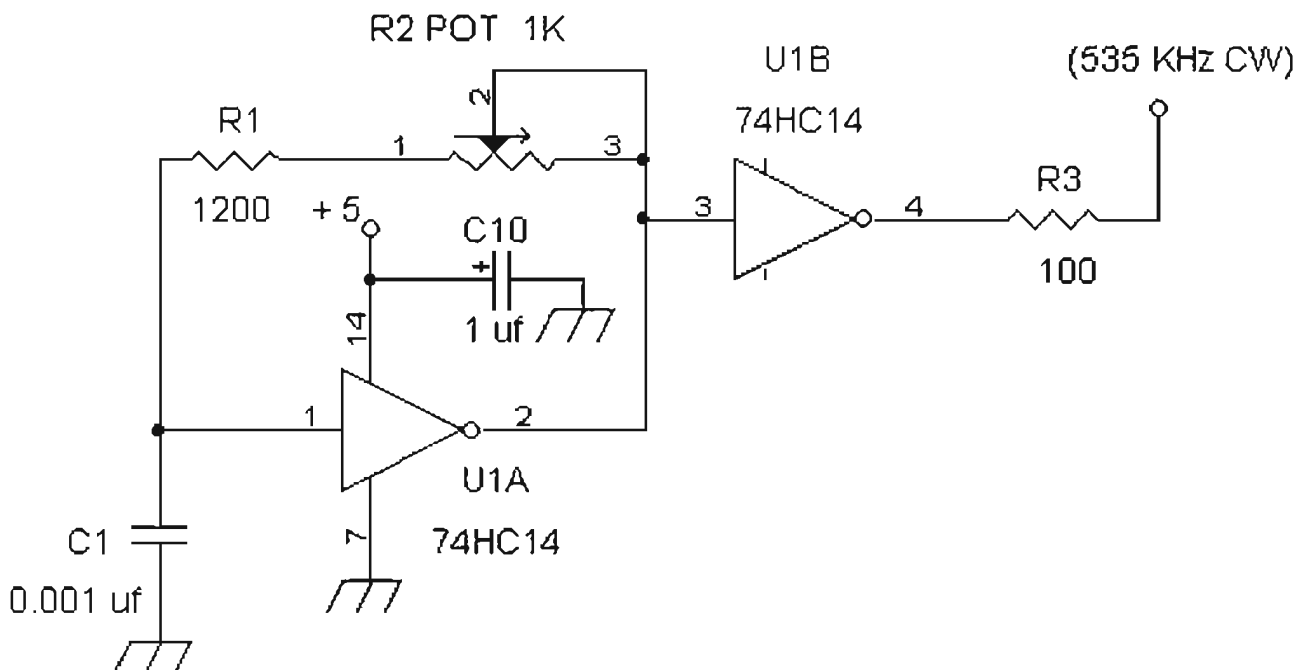 R2 POT 1K
U1B
(535 KHz CW)
2
74HC14
R1
1
3
1200
+ 5
C10
+
3
4
R3
100
14
1 uf
1
2
U1A
C1
7
74HC14
0.001 uf